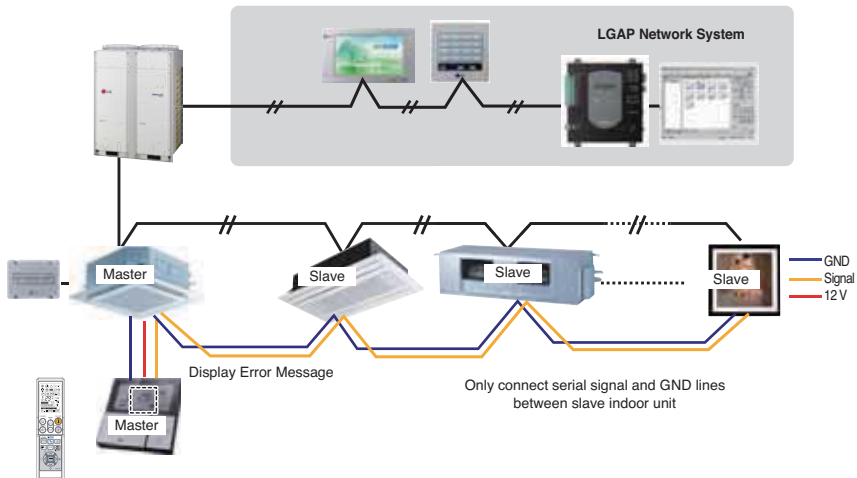 LGAP Network System
Master
Slave
Slave
Slave
GND
Signal
12 V
Display Error Message
Master
Only connect serial signal and GND lines
between slave indoor unit